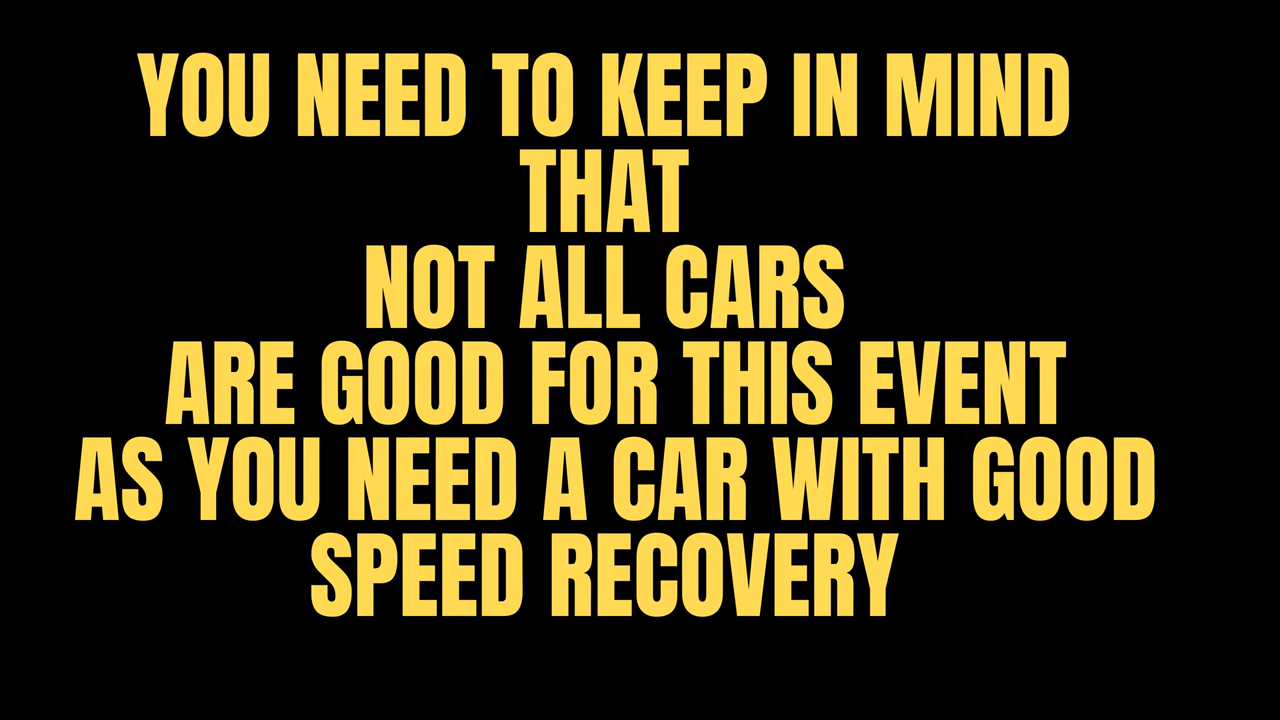 YOU NEED TO KEEP IN MIND
THAT
NOT ALL CARS
ARE GOOD FOR THIS EVENT
AS YOU NEED A CAR WITH GOOD
SPEED RECOVERY